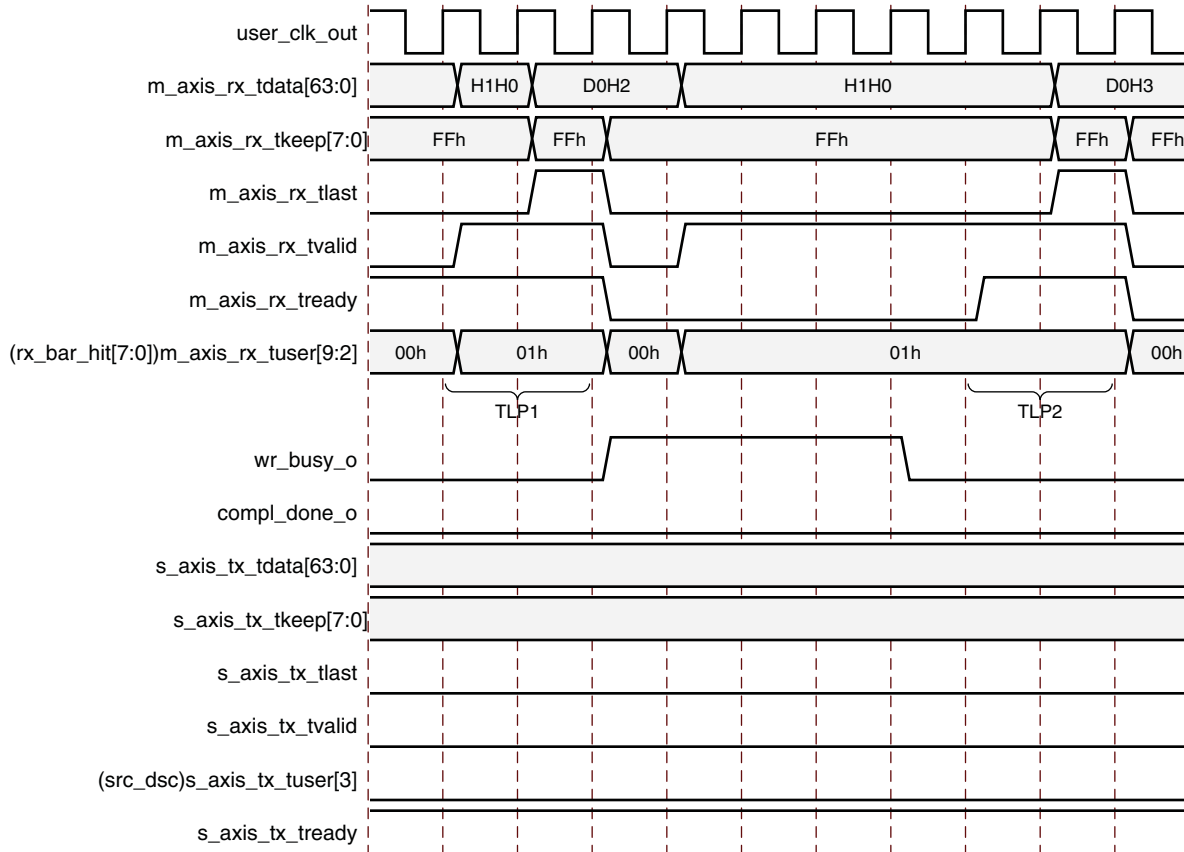 user_clk_out
m_axis_rx_tdata[63:0] H1H0 D0H2 H1H0 D0H3
m_axis_rx_tkeep[7:0] FFh FFh FFh FFh FFh
m_axis_rx_tlast
m_axis_rx_tvalid
m_axis_rx_tready
(rx_bar_hit[7:0])m_axis_rx_tuser[9:2] 00h 01h 00h 01h 00h
TLP1 TLP2
wr_busy_o
compl_done_o
s_axis_tx_tdata[63:0]
s_axis_tx_tkeep[7:0]
s_axis_tx_tlast
s_axis_tx_tvalid
(src_dsc)s_axis_tx_tuser[3]
s_axis_tx_tready